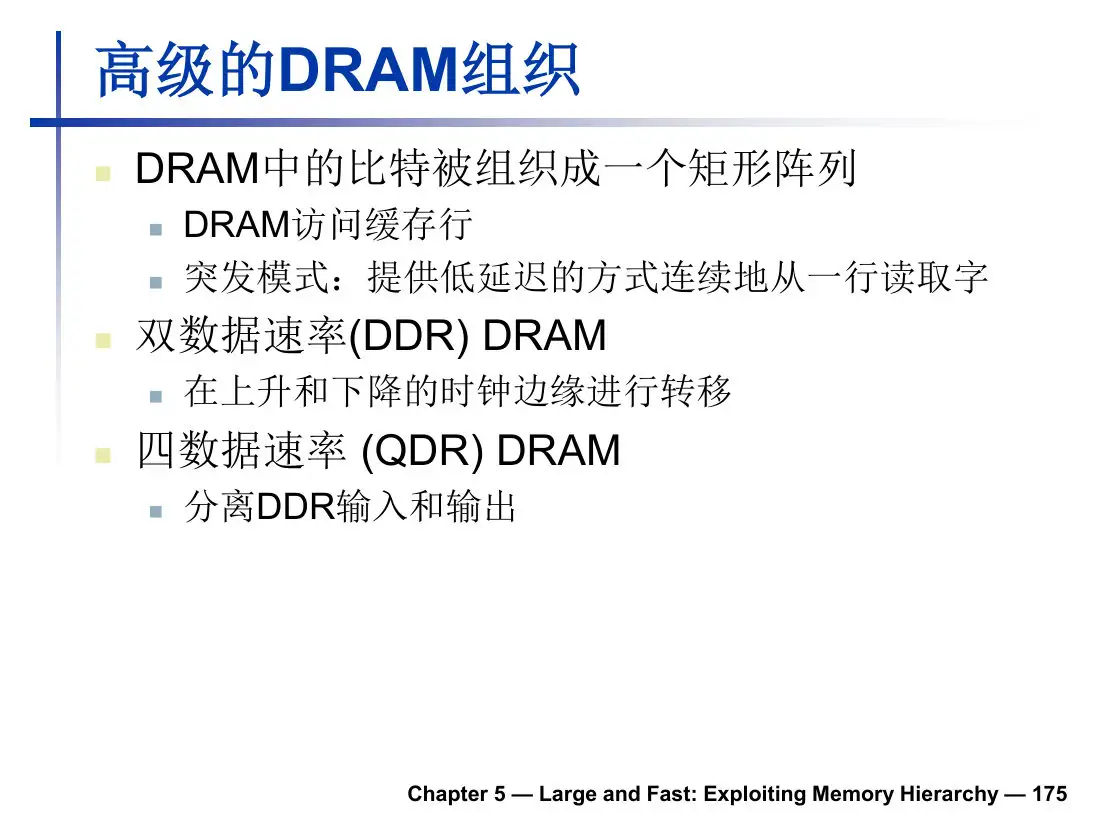 高级的DRAM组织
DRAM中的比特被组织成一个矩形阵列
DRAM访问缓存行
突发模式：提供低延迟的方式连续地从一行读取字
双数据速率(DDR) DRAM
在上升和下降的时钟边缘进行转移
四数据速率 (QDR) DRAM
分离DDR输入和输出
Chapter 5 — Large and Fast: Exploiting Memory Hierarchy — 175